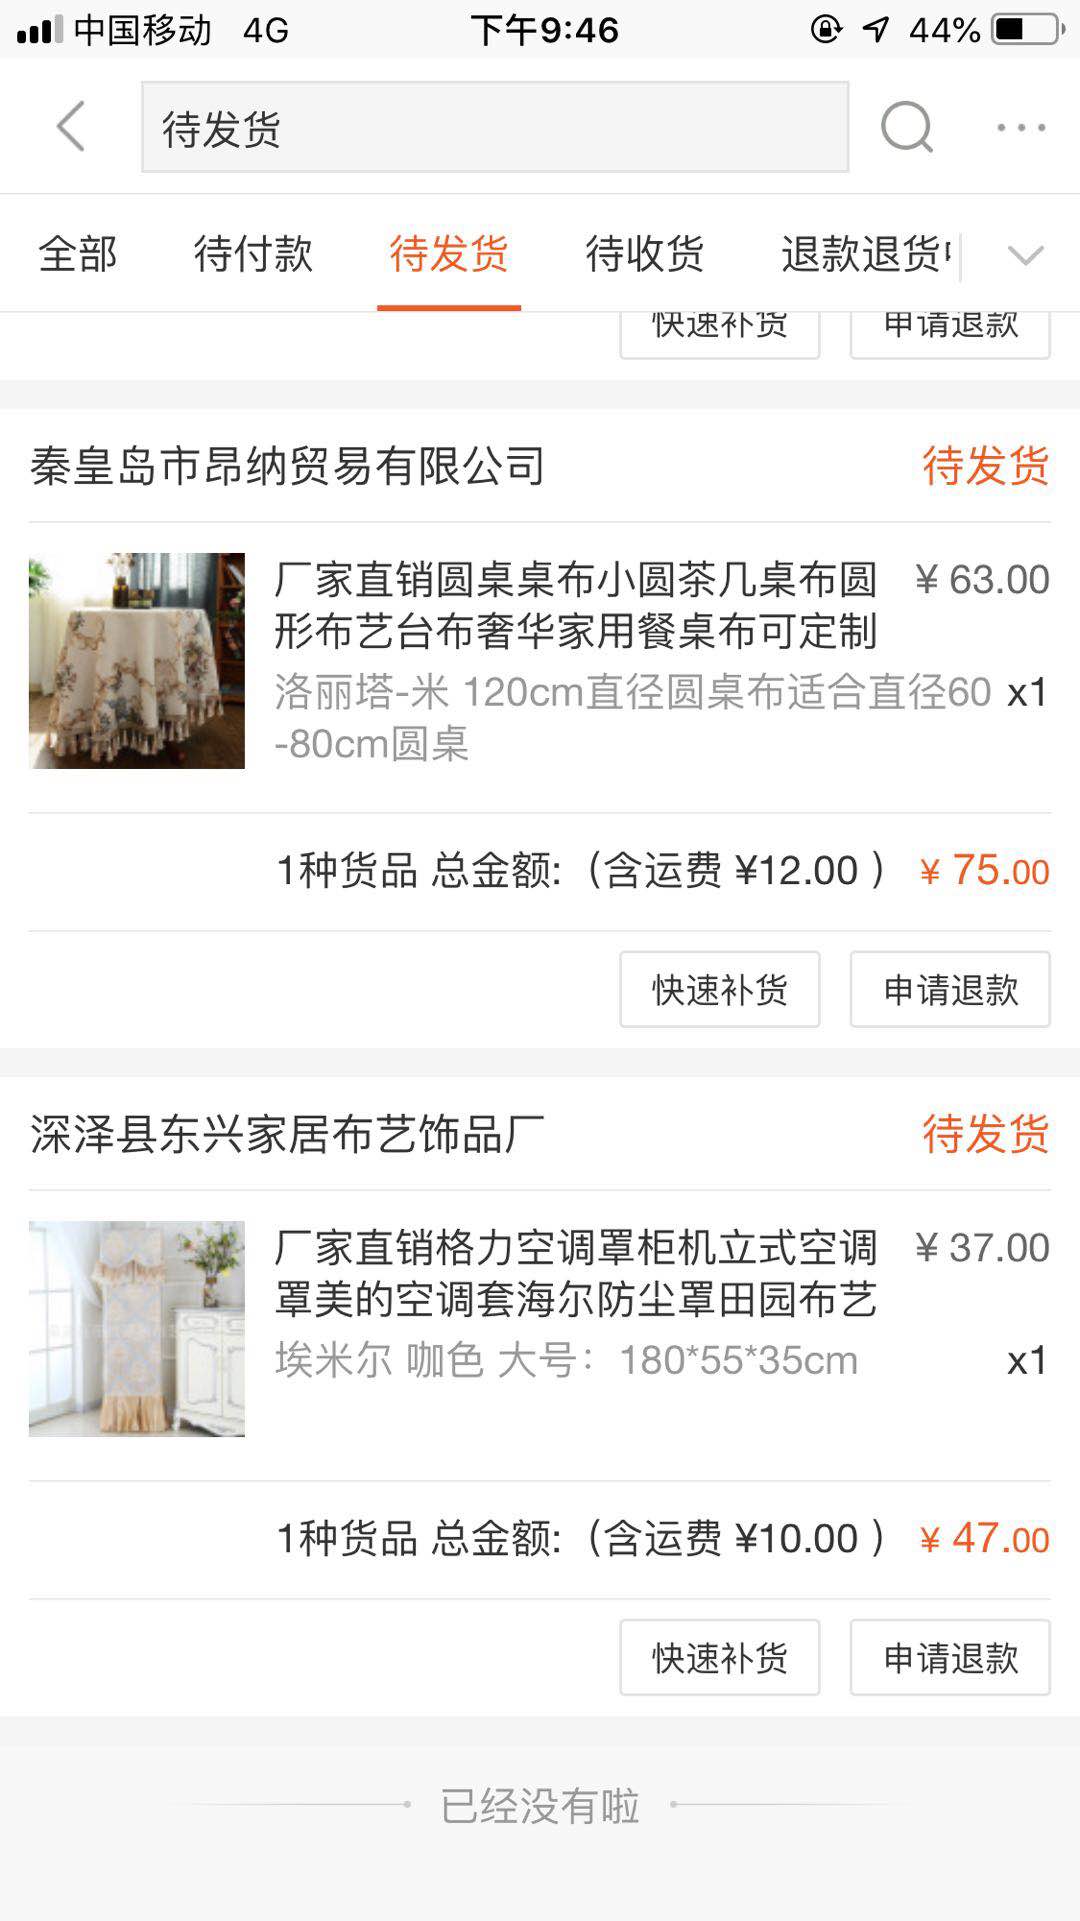 中国移动 4G 下午9:46 44%
待发货
全部 待付款 待发货 待收货 退款退货
快速补货 申请退款
秦皇岛市昂纳贸易有限公司 待发货
厂家直销圆桌桌布小圆茶几桌布圆 ¥ 63.00
形布艺台布奢华家用餐桌布可定制
洛丽塔-米 120cm直径圆桌布适合直径60 x1
-80cm圆桌
1种货品 总金额:（含运费 ¥12.00 ） ¥ 75.00
快速补货 申请退款
深泽县东兴家居布艺饰品厂 待发货
厂家直销格力空调罩柜机立式空调 ¥ 37.00
罩美的空调套海尔防尘罩田园布艺
埃米尔 咖色 大号：180*55*35cm x1
1种货品 总金额:（含运费 ¥10.00 ） ¥ 47.00
快速补货 申请退款
已经没有啦